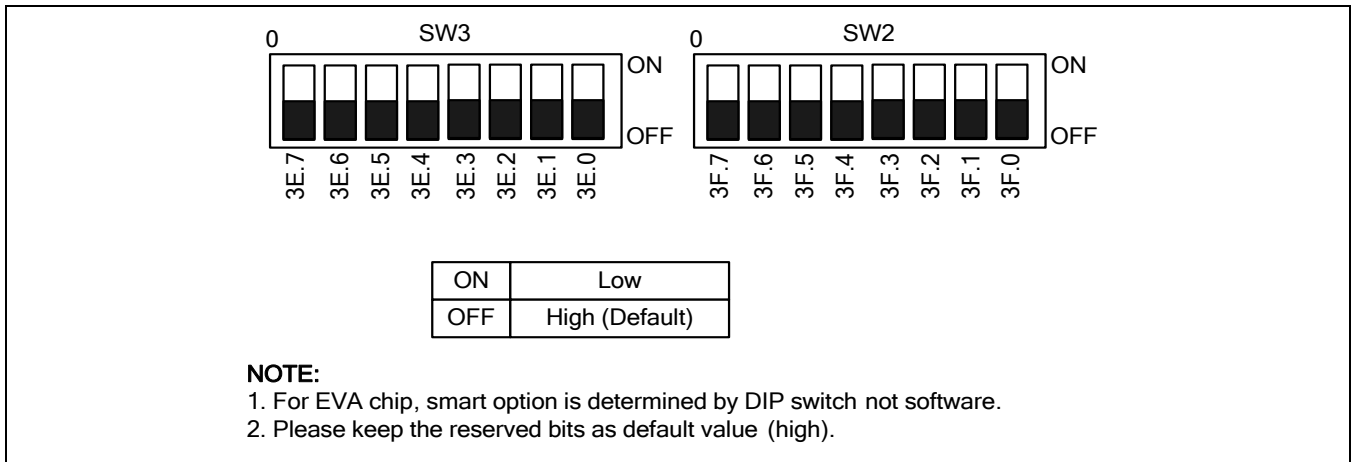 0 SW3
ON
OFF
3E.7 3E.6 3E.5 3E.4 3E.3 3E.2 3E.1 3E.0
0 SW2
ON
OFF
3F.7 3F.6 3F.5 3F.4 3F.3 3F.2 3F.1 3F.0
ON Low
OFF High (Default)
NOTE:
1. For EVA chip, smart option is determined by DIP switch not software.
2. Please keep the reserved bits as default value (high).